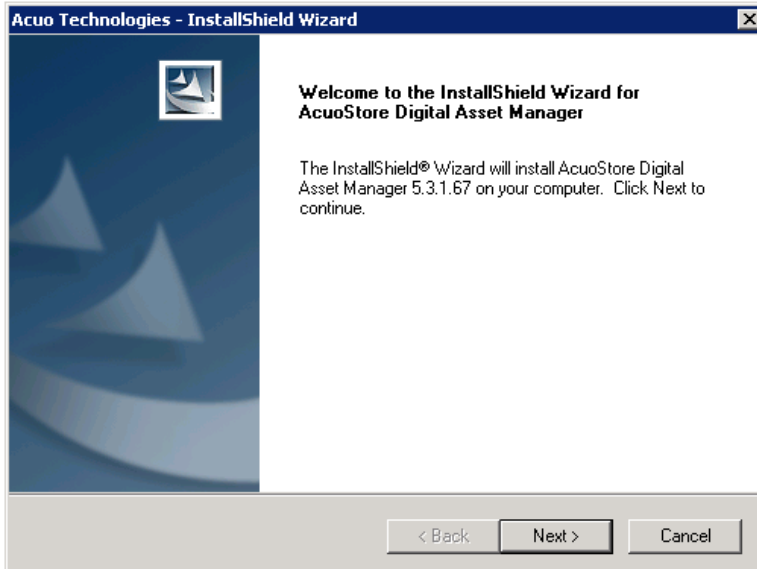 Acuo Technologies - InstallShield Wizard
Welcome to the InstallShield Wizard for
AcuoStore Digital Asset Manager
The InstallShield® Wizard will install AcuoStore Digital
Asset Manager 5.3.1.67 on your computer. Click Next to
continue.
< Back
Next >
Cancel